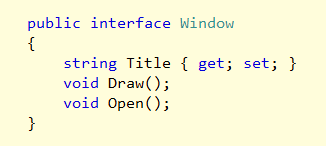 public interface Window
{
    string Title { get; set; }
    void Draw();
    void Open();
}